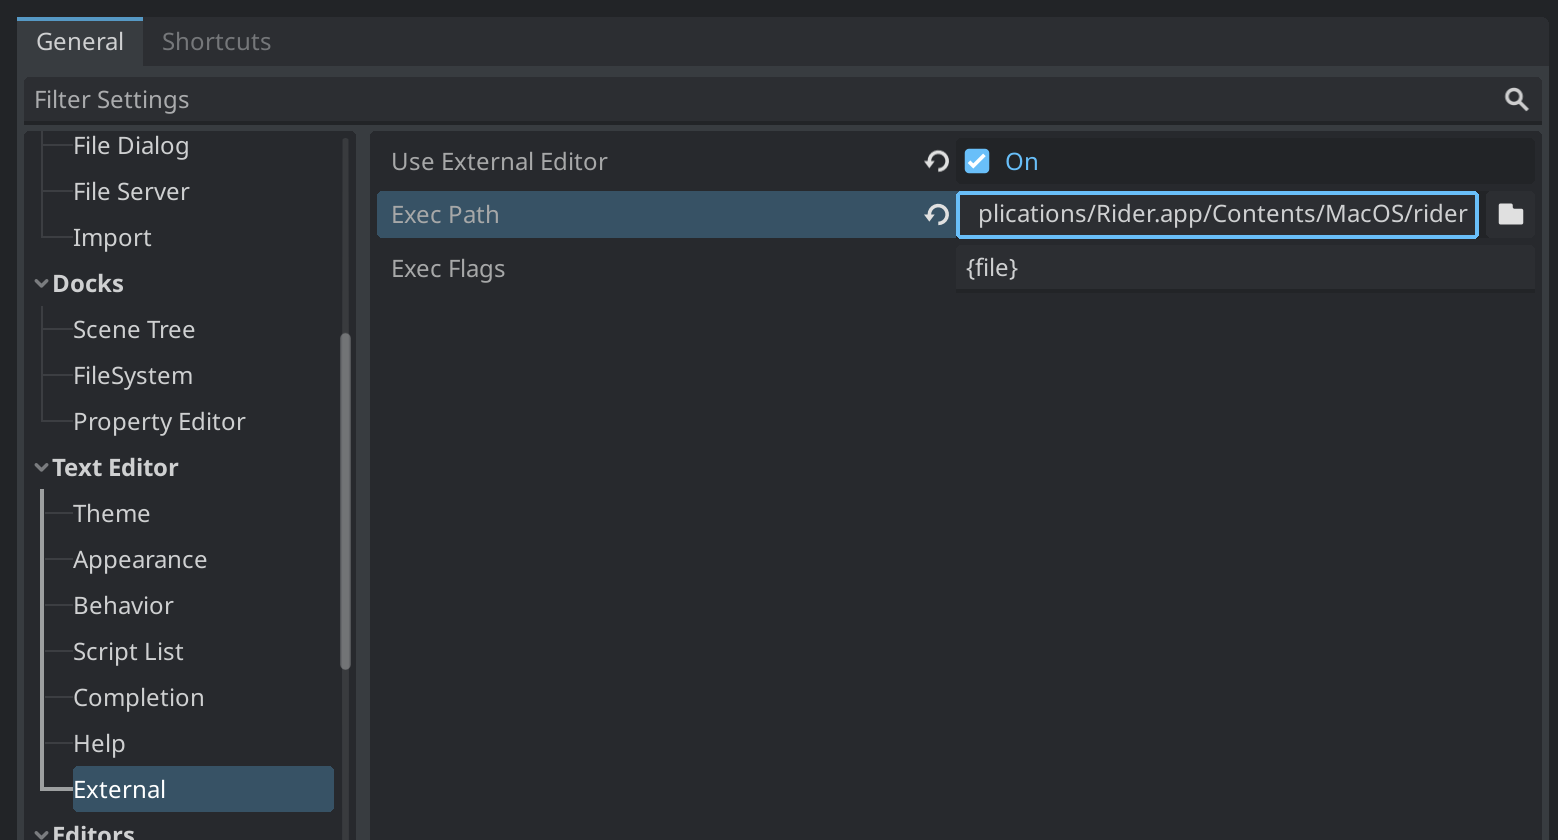 General Shortcuts
Filter Settings
File Dialog
File Server
Import
Docks
Scene Tree
FileSystem
Property Editor
Text Editor
Theme
Appearance
Behavior
Script List
Completion
Help
External
Editors
Use External Editor On
Exec Path plications/Rider.app/Contents/MacOS/rider
Exec Flags {file}